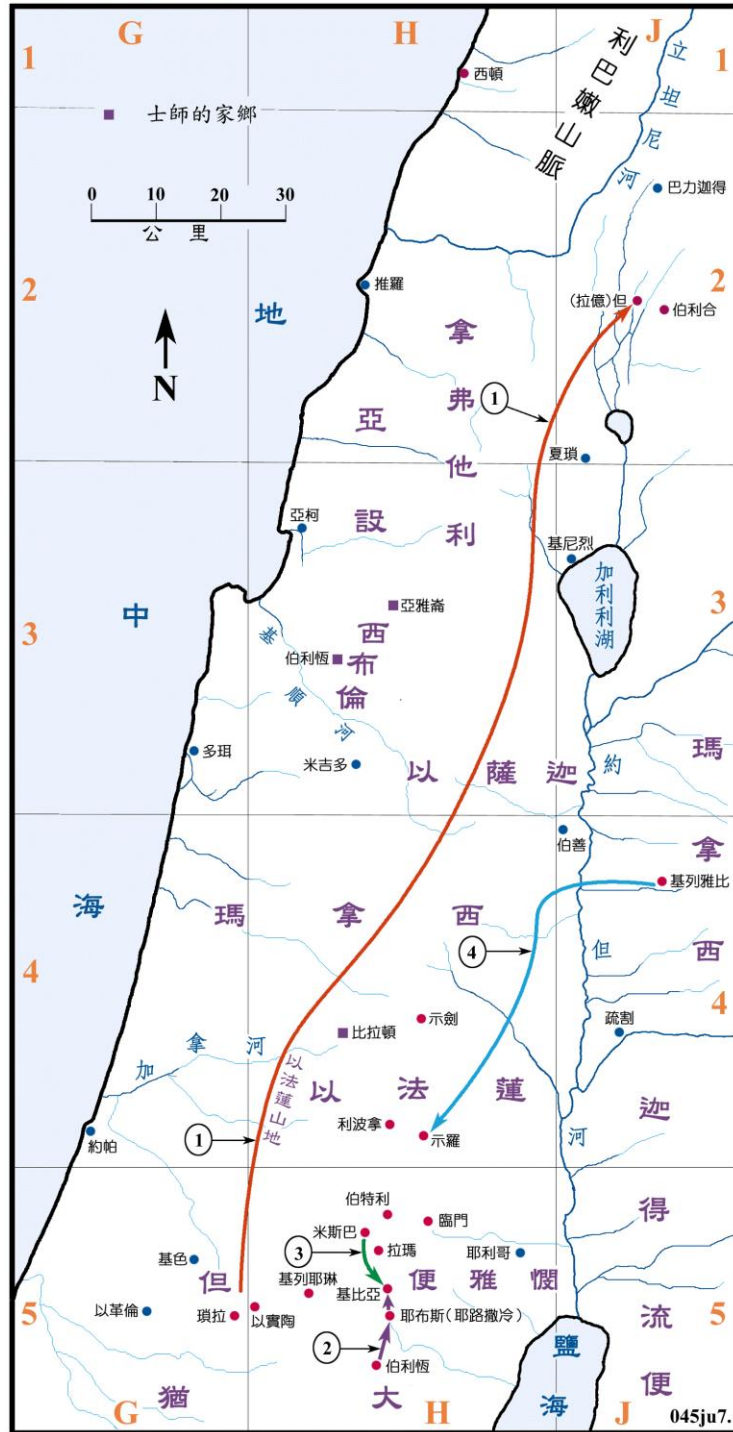 G
H
J
1
1
西頓
利巴嫩山脈
立坦尼河
士師的家鄉
0 10 20 30
公 里
巴力迦得
N
2
2
推羅
地
(拉億)但
伯利合
拿弗他利
亞設
1
夏瑣
亞柯
基尼烈
加利利湖
中
3
3
亞雅崙
西布倫
伯利恆
基順河
多珥
米吉多
以薩迦
約
瑪拿西
伯善
基列雅比
海
瑪拿西
4
4
4
但
示劍
比拉頓
疏割
加拿河
以法蓮山地
以法蓮
利波拿
示羅
1
約帕
河
迦得
伯特利
臨門
米斯巴
3
拉瑪
耶利哥
基色
但
基列耶琳
便雅憫
基比亞
以革倫
瑣拉
以實陶
耶布斯(耶路撒冷)
5
5
2
伯利恆
鹽海
流便
猶
大
G
H
J
045ju7.